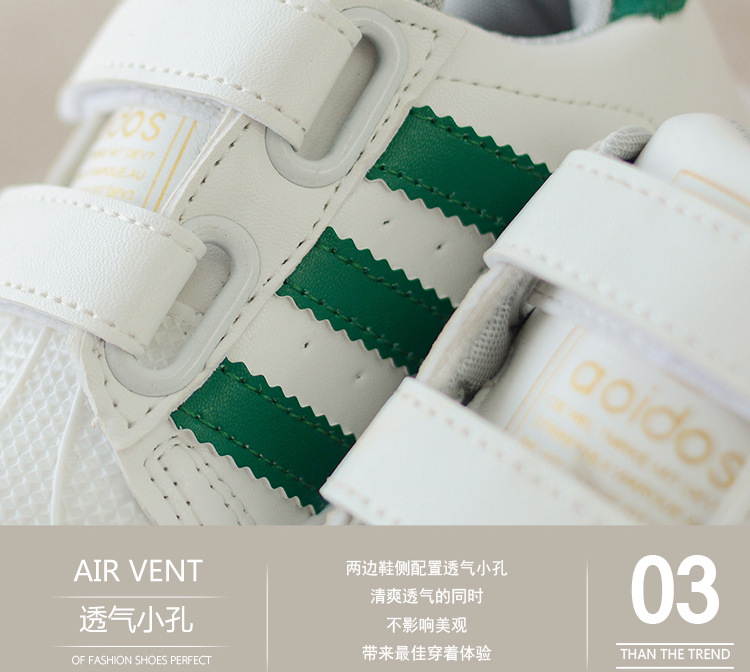 aoidos
AIR VENT
透气小孔
OF FASHION SHOES PERFECT
两边鞋侧配置透气小孔
清爽透气的同时
不影响美观
带来最佳穿着体验
03
THAN THE TREND